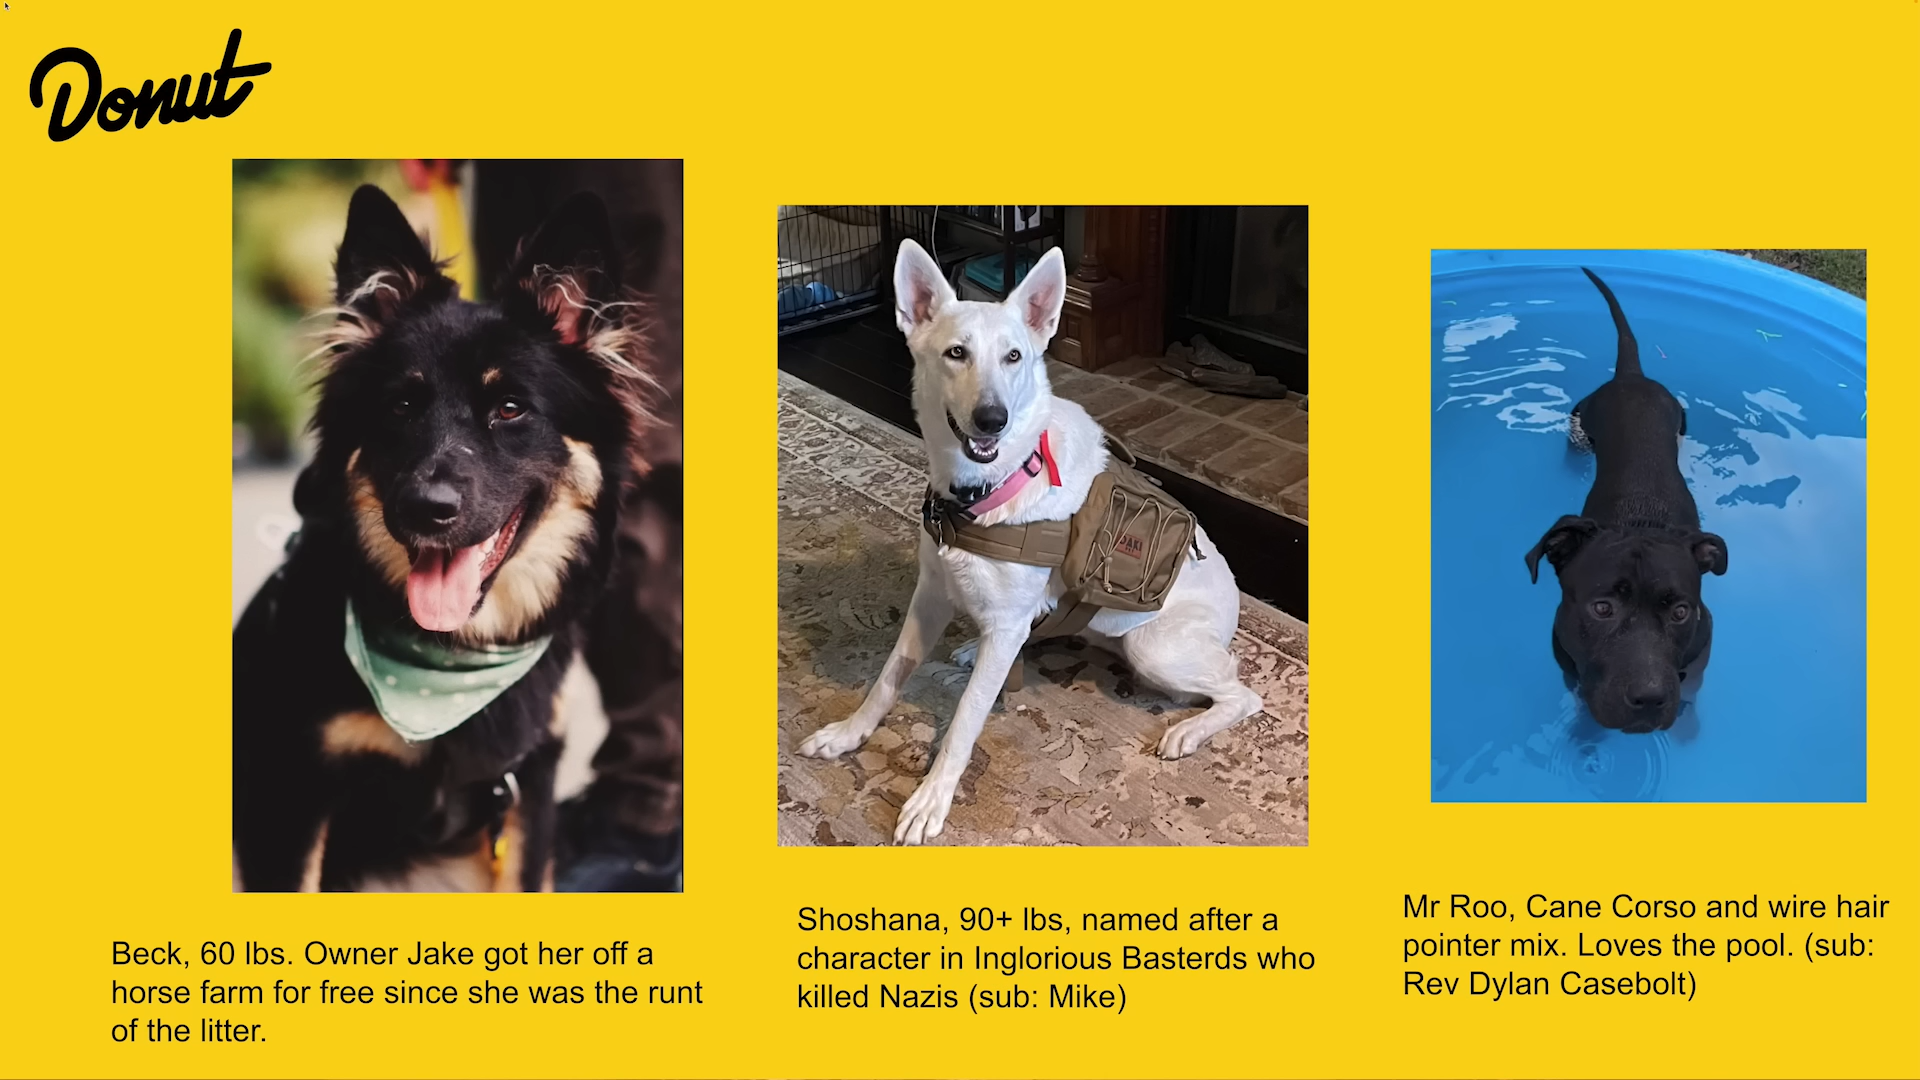 Donut
Beck, 60 lbs. Owner Jake got her off a
horse farm for free since she was the runt
of the litter.
Shoshana, 90+ lbs, named after a
character in Inglorious Basterds who
killed Nazis (sub: Mike)
Mr Roo, Cane Corso and wire hair
pointer mix. Loves the pool. (sub:
Rev Dylan Casebolt)